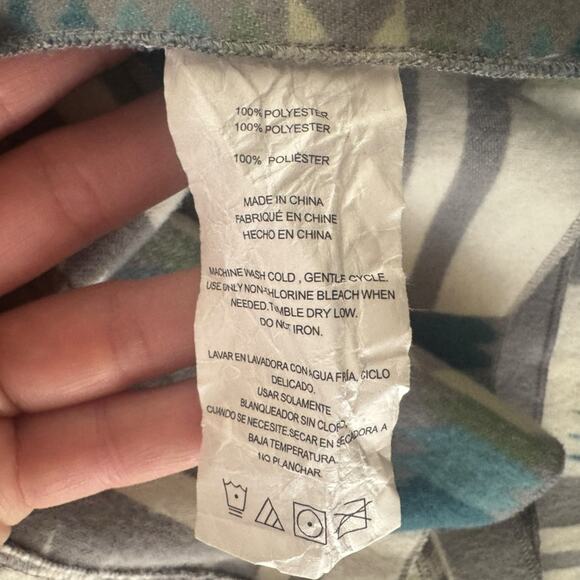 100% POLYESTER
100% POLYESTER
100% POLIÉSTER
MADE IN CHINA
FABRIQUÉ EN CHINE
HECHO EN CHINA
MACHINE WASH COLD , GENTLE CYCLE.
USE ONLY NON-CHLORINE BLEACH WHEN
NEEDED.TUMBLE DRY LOW.
DO NOT IRON.
LAVAR EN LAVADORA CON AGUA FRÍA, CICLO
DELICADO.
USAR SOLAMENTE
BLANQUEADOR SIN CLORO
CUANDO SE NECESITE.SECAR EN SECADORA A
BAJA TEMPERATURA.
NO PLANCHAR